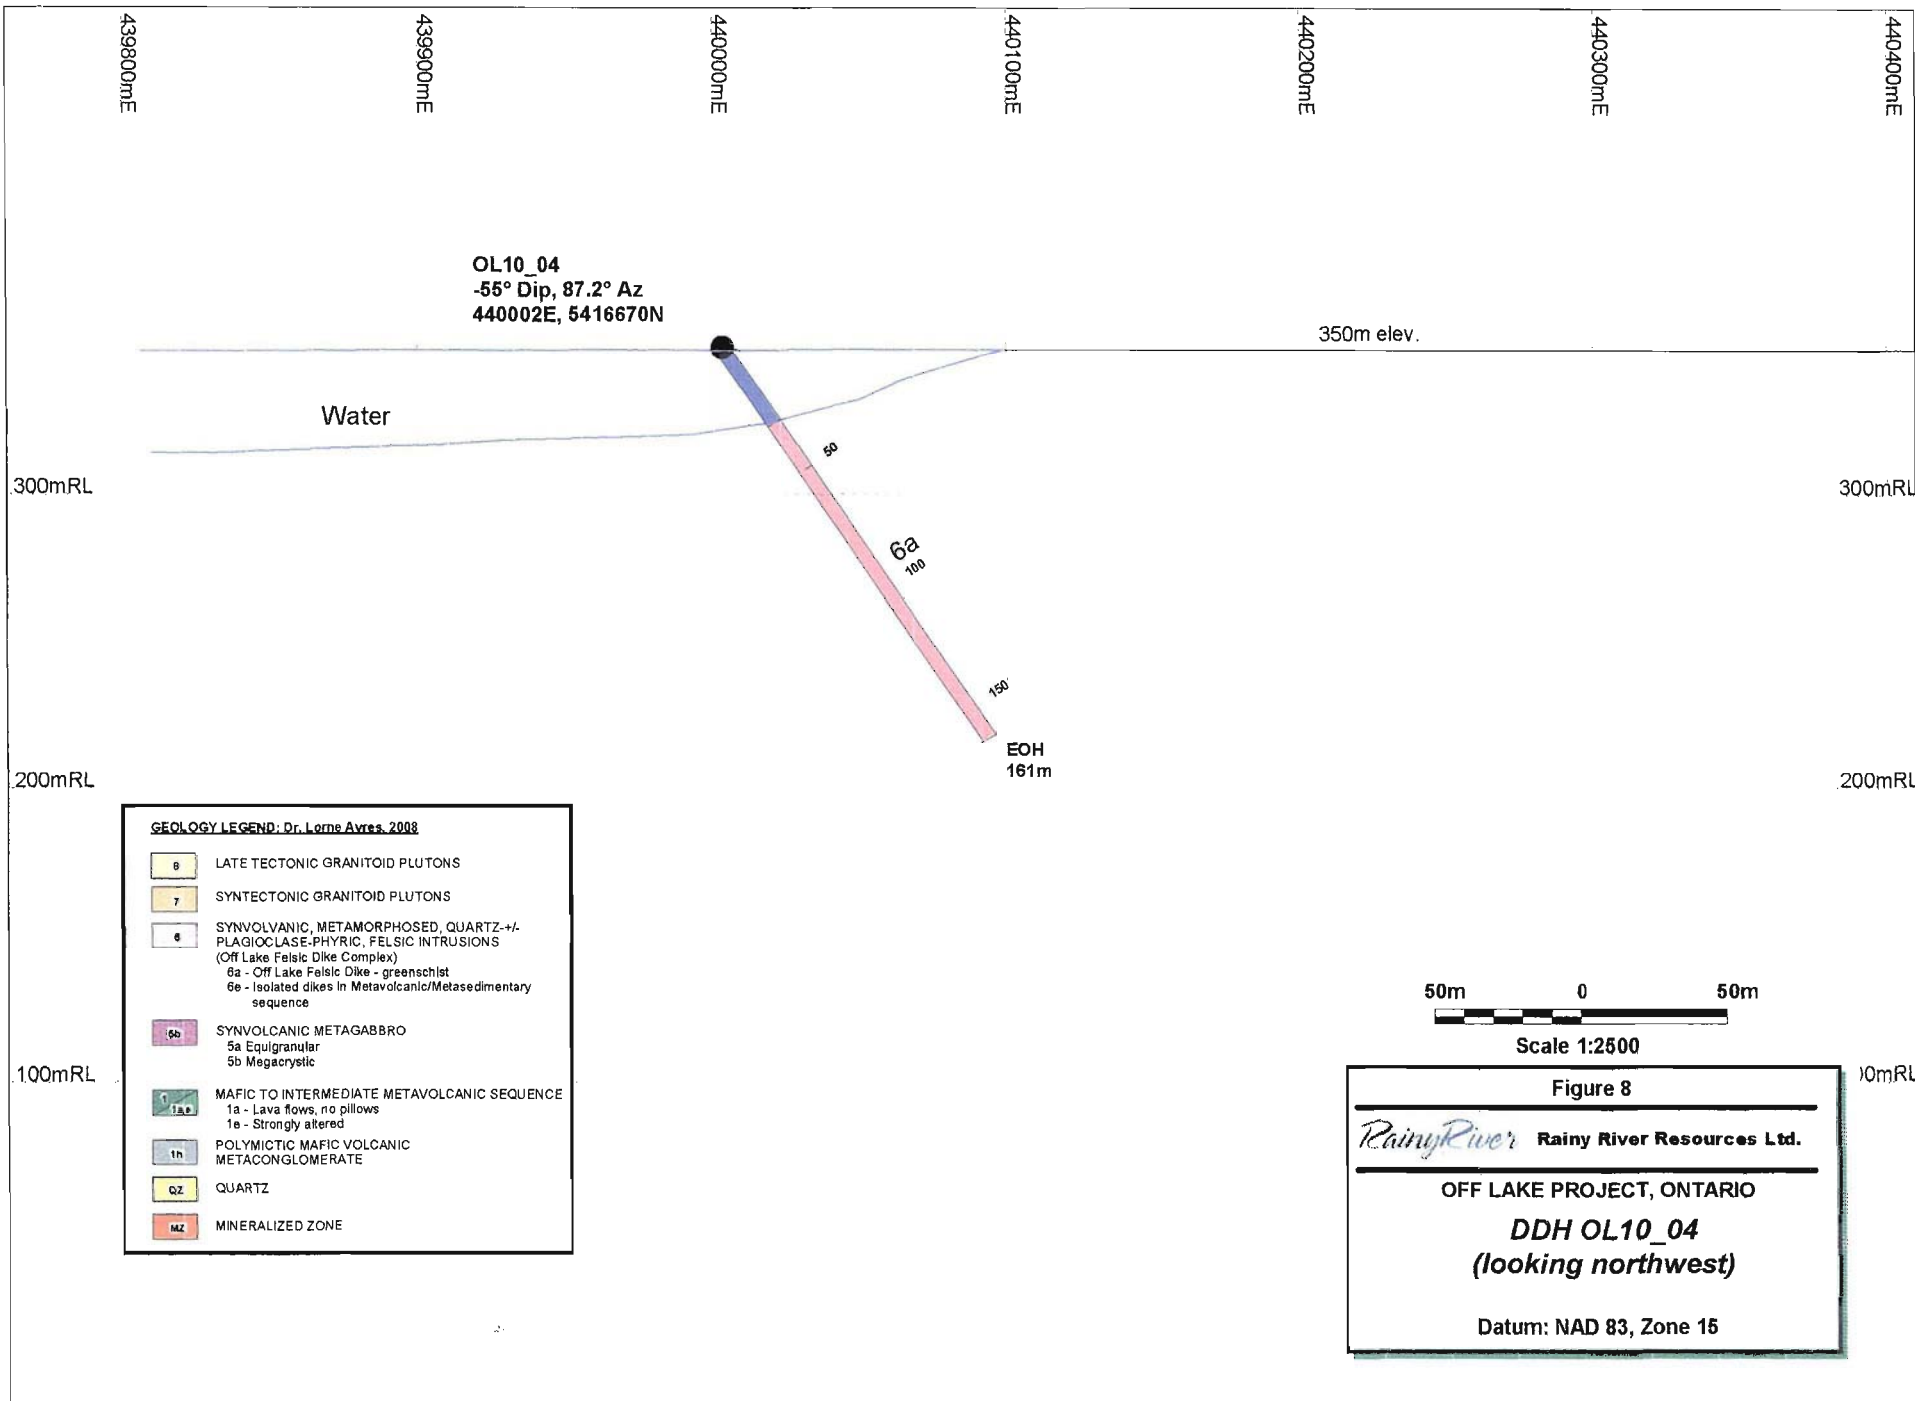 439800mE
439900mE
440000mE
440100mE
440200mE
440300mE
440400mE
OL10_04
-55° Dip, 87.2° Az
440002E, 5416670N
350m elev.
Water
50
300mRL
300mRL
6a
100
150
EOH
161m
200mRL
200mRL
GEOLOGY LEGEND: Dr. Lorne Ayres, 2008
8 LATE TECTONIC GRANITOID PLUTONS
7 SYNTECTONIC GRANITOID PLUTONS
6 SYNVOLVANIC, METAMORPHOSED, QUARTZ-+/-
PLAGIOCLASE-PHYRIC, FELSIC INTRUSIONS
(Off Lake Felsic Dike Complex)
6a - Off Lake Felsic Dike - greenschist
6e - Isolated dikes in Metavolcanic/Metasedimentary
sequence
5b SYNVOLCANIC METAGABBRO
5a Equigranular
5b Megacrystic
1 MAFIC TO INTERMEDIATE METAVOLCANIC SEQUENCE
1a,e
1a - Lava flows, no pillows
1e - Strongly altered
1h POLYMICTIC MAFIC VOLCANIC
METACONGLOMERATE
QZ QUARTZ
MZ MINERALIZED ZONE
100mRL
0mRL
50m 0 50m
Scale 1:2500
Figure 8
RainyRiver Rainy River Resources Ltd.
OFF LAKE PROJECT, ONTARIO
DDH OL10_04
(looking northwest)
Datum: NAD 83, Zone 15